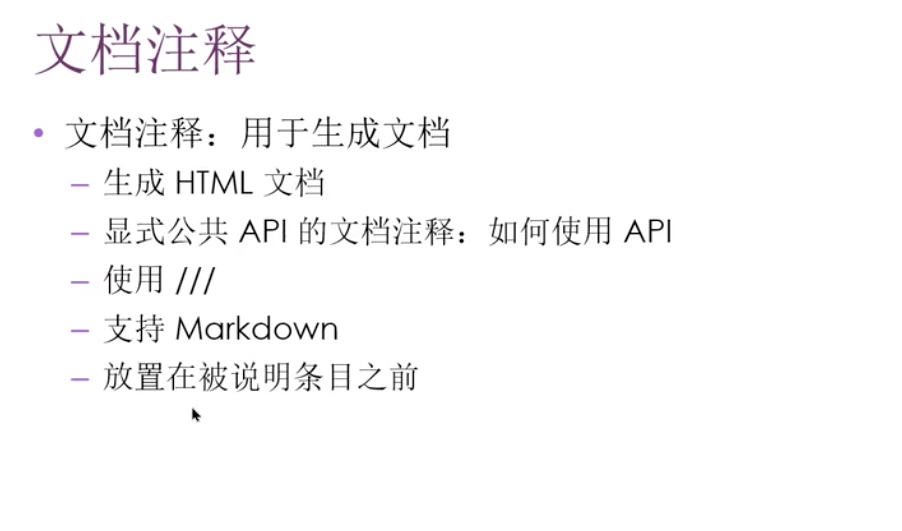 文档注释
• 文档注释：用于生成文档
– 生成 HTML 文档
– 显式公共 API 的文档注释：如何使用 API
– 使用 ///
– 支持 Markdown
– 放置在被说明条目之前